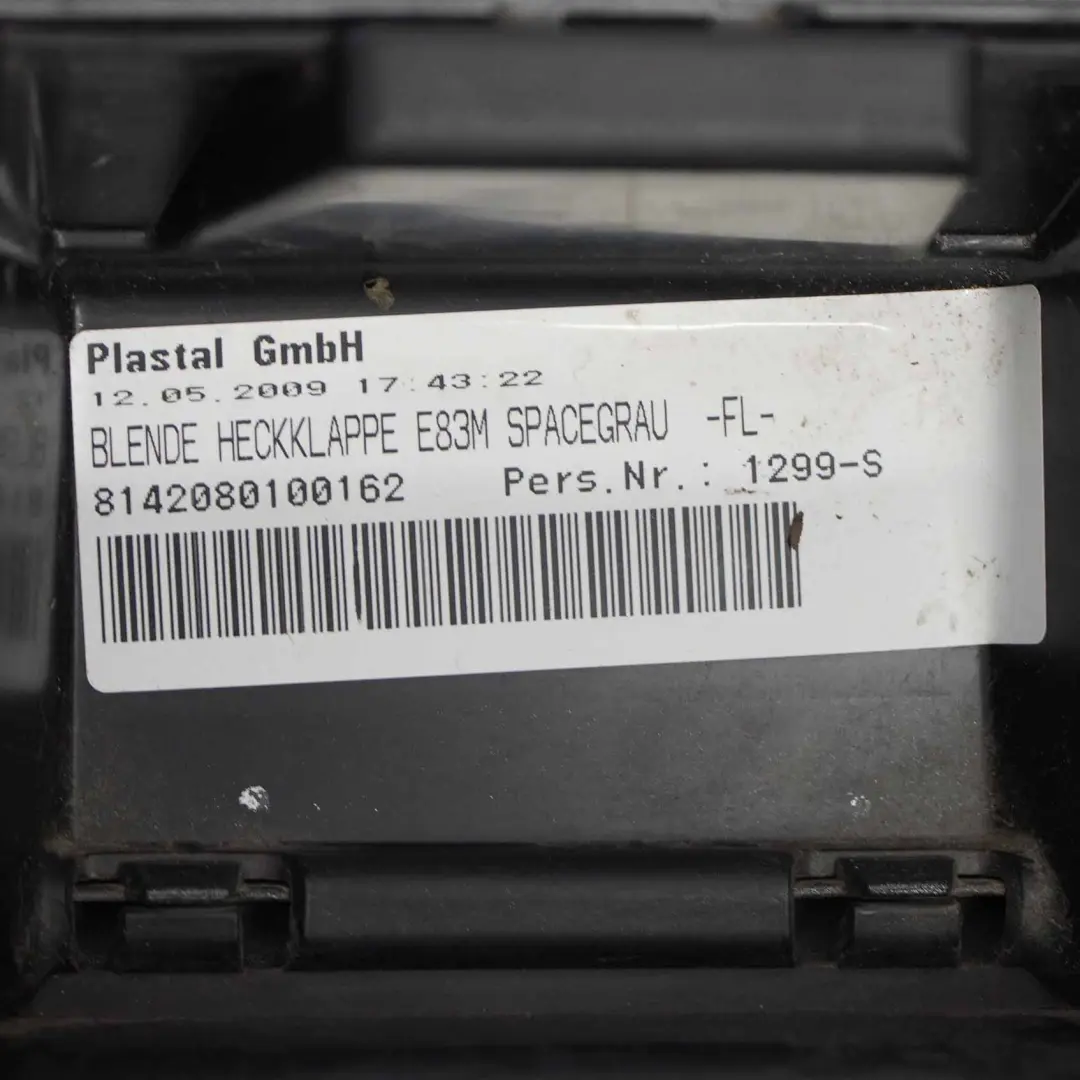 Plastal GmbH
12.05.2009 17:43:22
BLENDE HECKKLAPPE E83M SPACEGRAU -FL-
8142080100162 Pers.Nr.: 1299-S